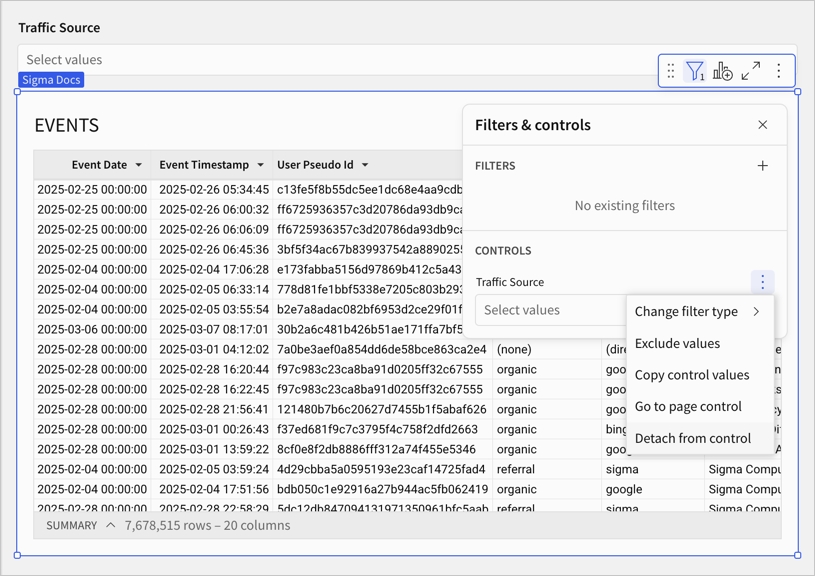 Traffic Source
Select values
Sigma Docs
1
EVENTS
Filters & controls
FILTERS
No existing filters
CONTROLS
Traffic Source
Select values
Change filter type
Exclude values
Copy control values
Go to page control
Detach from control
Event Date Event Timestamp User Pseudo Id
2025-02-25 00:00:00 2025-02-26 05:34:45 c13fe5f8b55dc5ee1dc68e4aa9cdb
2025-02-25 00:00:00 2025-02-26 06:00:32 ff6725936357c3d20786da93db9ca
2025-02-25 00:00:00 2025-02-26 06:06:09 ff6725936357c3d20786da93db9ca
2025-02-25 00:00:00 2025-02-26 06:45:36 3bf5f34ac67b839937542a8890255
2025-02-04 00:00:00 2025-02-04 17:06:28 e173fabba5156d97869b412c5a43
2025-02-04 00:00:00 2025-02-05 06:33:14 778d81fe1bbf5338e7205c803b293
2025-02-04 00:00:00 2025-02-05 03:55:54 b2e7a8adac082bf6953d2ce29f01f
2025-03-06 00:00:00 2025-03-07 08:17:01 30b2a6c481b426b51ae171ffa7bf5
2025-02-28 00:00:00 2025-03-01 04:12:02 7a0be3aef0a854dd6de58bce863ca2e4 (none) (dire
2025-02-28 00:00:00 2025-02-28 16:20:44 f97c983c23ca8ba91d0205ff32c67555 organic goo
2025-02-28 00:00:00 2025-02-28 16:22:45 f97c983c23ca8ba91d0205ff32c67555 organic goo
2025-02-28 00:00:00 2025-02-28 21:56:41 121480b7b6c20627d7455b1f5abaf626 organic goo
2025-02-28 00:00:00 2025-03-01 00:26:43 f37ed681f9c7c3795f4c758f2dfd2663 organic bing
2025-02-28 00:00:00 2025-03-01 13:59:22 8cf0e8f2db8886fff312a74f455e5346 organic goo
2025-02-04 00:00:00 2025-02-05 03:59:24 4d29cbba5a0595193e23caf14725fad4 referral sigma Sigma Compu
2025-02-04 00:00:00 2025-02-04 17:51:56 bdb050c1e92916a27b944ac5fb062419 organic google Sigma Compu
2025-02-28 00:00:00 2025-02-28 22:58:29 5dc12db847094131971350961bfc5aab referral sigma Sigma Compu
SUMMARY 7,678,515 rows – 20 columns